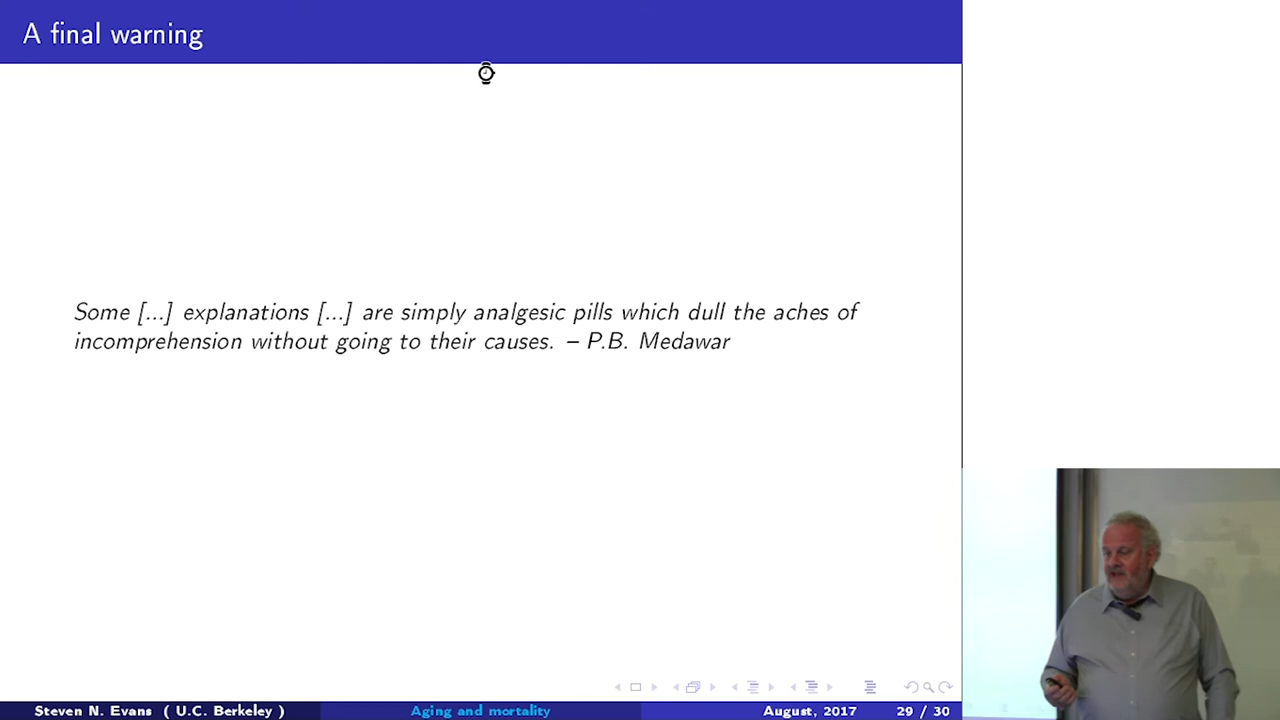 A final warning
Some [...] explanations [...] are simply analgesic pills which dull the aches of
incomprehension without going to their causes. – P.B. Medawar
Steven N. Evans ( U.C. Berkeley ) Aging and mortality August, 2017 29 / 30